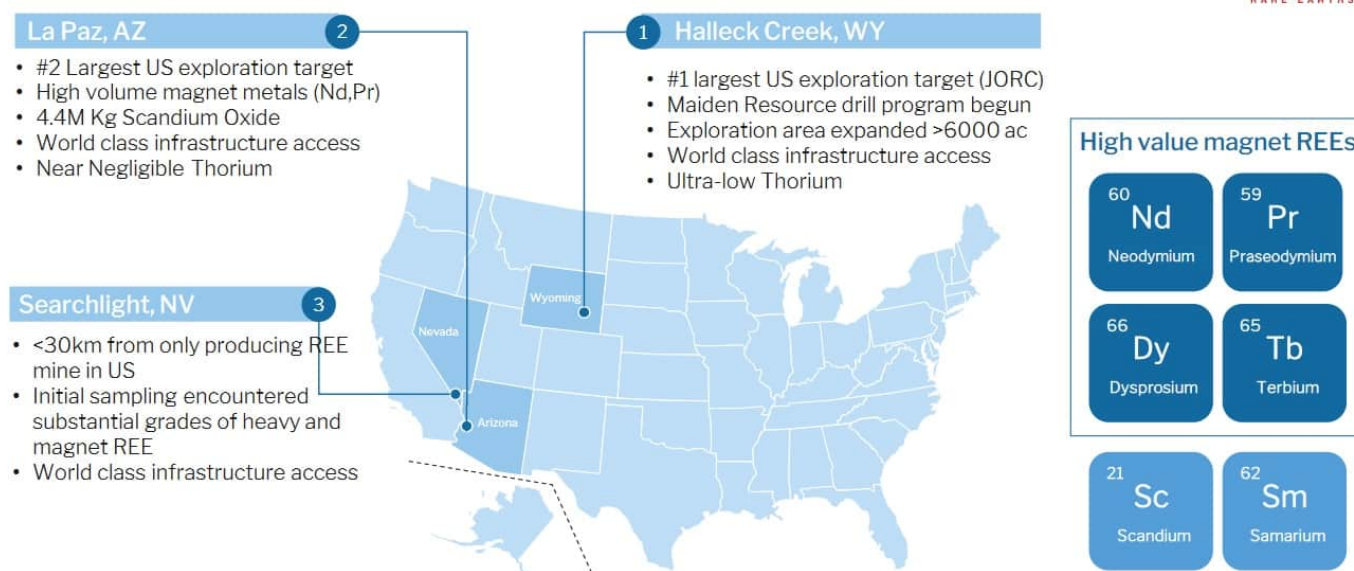 RARE EARTHS
La Paz, AZ
2
• #2 Largest US exploration target
• High volume magnet metals (Nd,Pr)
• 4.4M Kg Scandium Oxide
• World class infrastructure access
• Near Negligible Thorium
1
Halleck Creek, WY
• #1 largest US exploration target (JORC)
• Maiden Resource drill program begun
• Exploration area expanded >6000 ac
• World class infrastructure access
• Ultra-low Thorium
Searchlight, NV
3
• <30km from only producing REE
mine in US
• Initial sampling encountered
substantial grades of heavy and
magnet REE
• World class infrastructure access
Wyoming
Nevada
Arizona
High value magnet REEs
60
Nd
Neodymium
59
Pr
Praseodymium
66
Dy
Dysprosium
65
Tb
Terbium
21
Sc
Scandium
62
Sm
Samarium